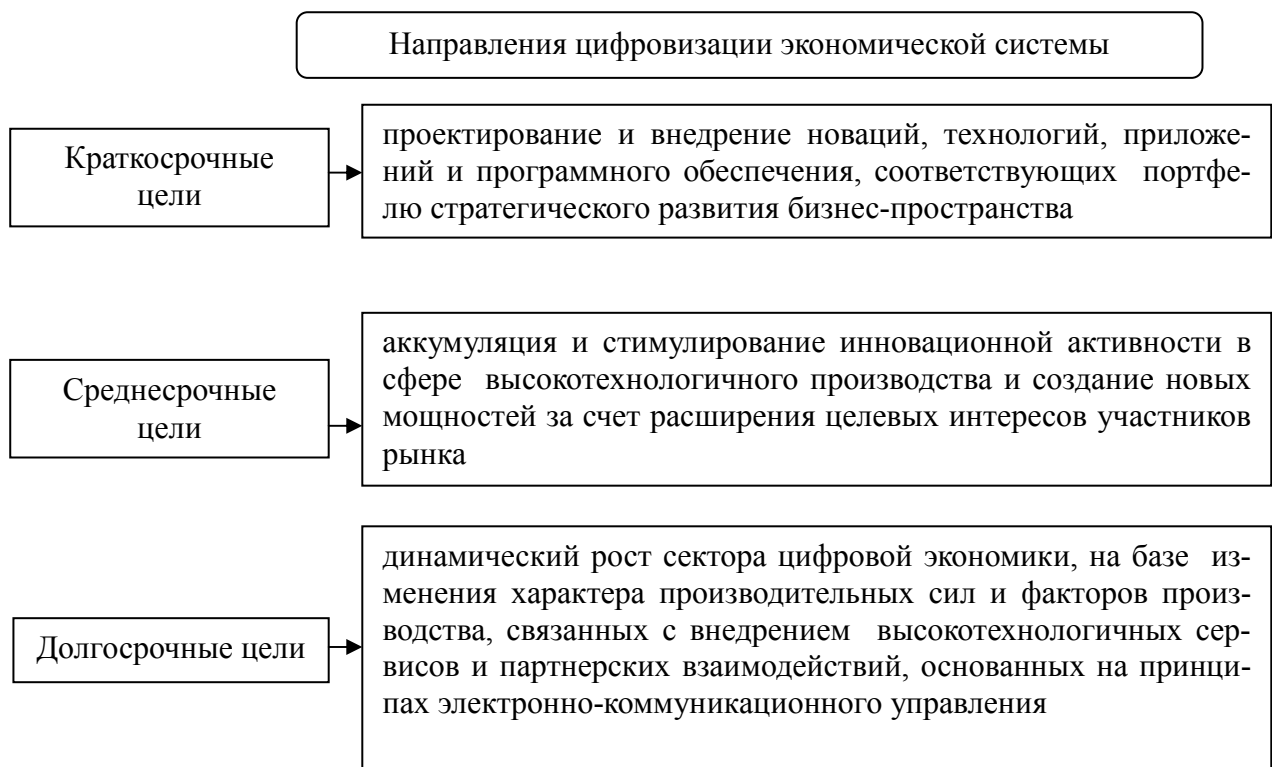 Направления цифровизации экономической системы
Краткосрочные
цели
проектирование и внедрение новаций, технологий, приложе-
ний и программного обеспечения, соответствующих портфе-
лю стратегического развития бизнес-пространства
Среднесрочные
цели
аккумуляция и стимулирование инновационной активности в
сфере высокотехнологичного производства и создание новых
мощностей за счет расширения целевых интересов участников
рынка
Долгосрочные цели
динамический рост сектора цифровой экономики, на базе из-
менения характера производительных сил и факторов произ-
водства, связанных с внедрением высокотехнологичных сер-
висов и партнерских взаимодействий, основанных на принци-
пах электронно-коммуникационного управления